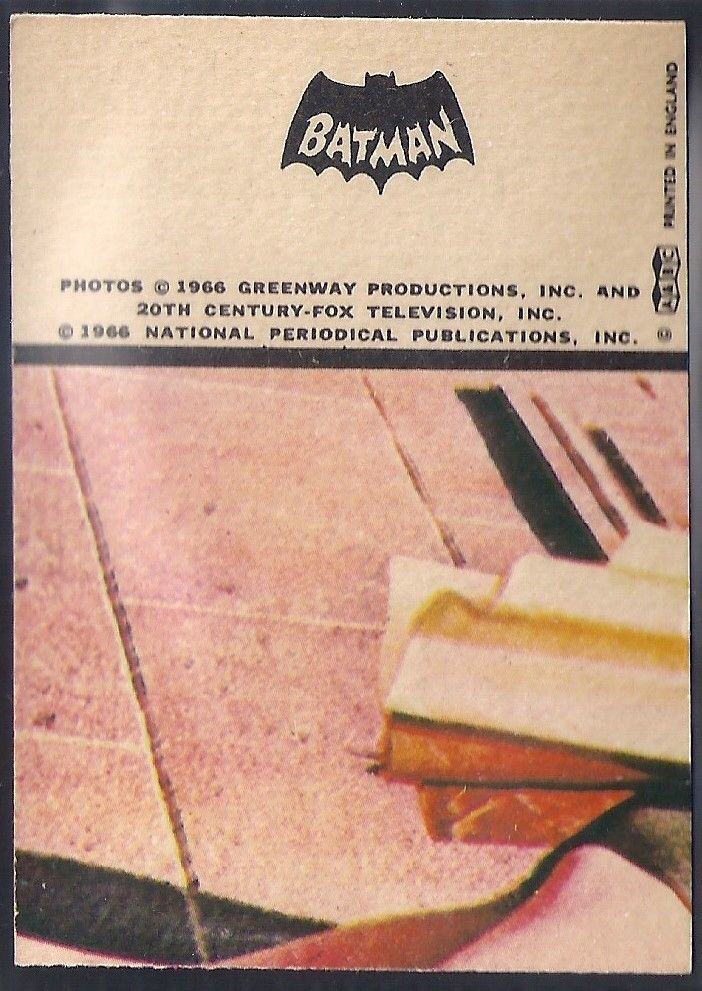 BATMAN
PHOTOS © 1966 GREENWAY PRODUCTIONS, INC. AND
20TH CENTURY-FOX TELEVISION, INC.
© 1966 NATIONAL PERIODICAL PUBLICATIONS, INC.
©
A&BC
PRINTED IN ENGLAND